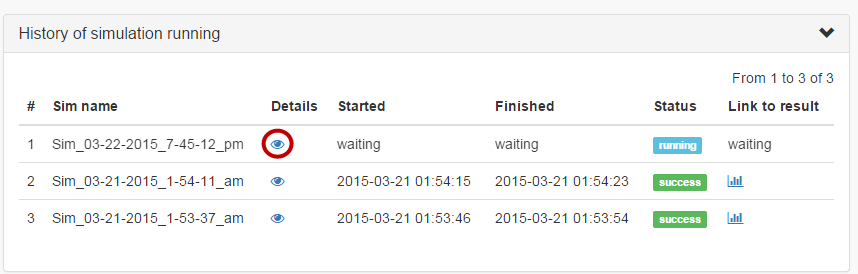 History of simulation running
From 1 to 3 of 3
# Sim name Details Started Finished Status Link to result
1 Sim_03-22-2015_7-45-12_pm waiting waiting running waiting
2 Sim_03-21-2015_1-54-11_am 2015-03-21 01:54:15 2015-03-21 01:54:23 success
3 Sim_03-21-2015_1-53-37_am 2015-03-21 01:53:46 2015-03-21 01:53:54 success